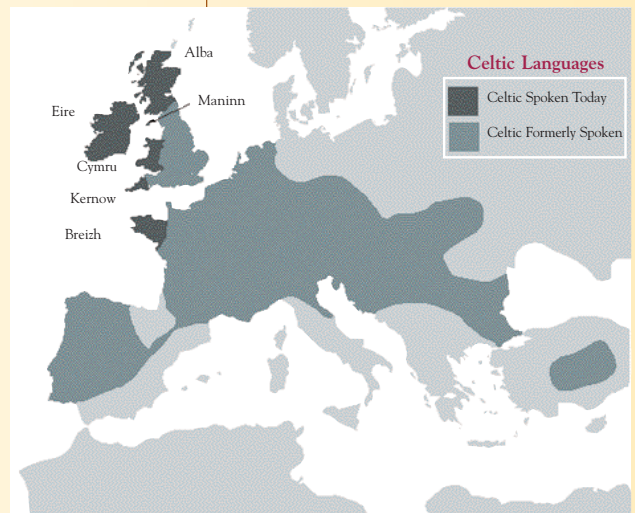 Celtic Languages
Celtic Spoken Today
Celtic Formerly Spoken
Alba
Maninn
Eire
Cymru
Kernow
Breizh